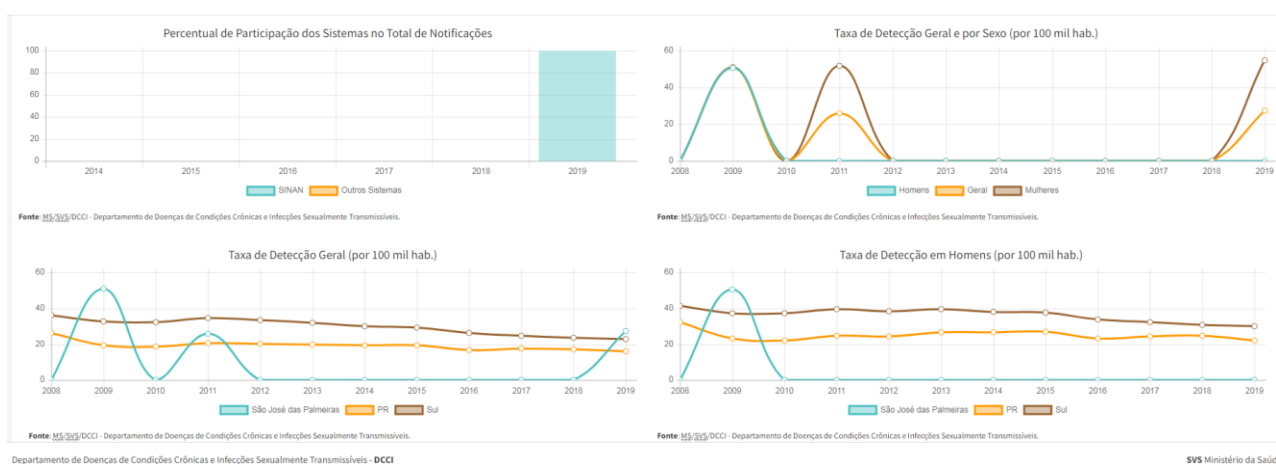 Percentual de Participação dos Sistemas no Total de Notificações
100
80
60
40
20
0
2014 2015 2016 2017 2018 2019
SINAN Outros Sistemas
Fonte: MS/SVS/DCCI - Departamento de Doenças de Condições Crônicas e Infecções Sexualmente Transmissíveis.
Taxa de Detecção Geral e por Sexo (por 100 mil hab.)
60
40
20
0
2008 2009 2010 2011 2012 2013 2014 2015 2016 2017 2018 2019
Homens Geral Mulheres
Fonte: MS/SVS/DCCI - Departamento de Doenças de Condições Crônicas e Infecções Sexualmente Transmissíveis.
Taxa de Detecção Geral (por 100 mil hab.)
60
40
20
0
2008 2009 2010 2011 2012 2013 2014 2015 2016 2017 2018 2019
São José das Palmeiras PR Sul
Fonte: MS/SVS/DCCI - Departamento de Doenças de Condições Crônicas e Infecções Sexualmente Transmissíveis.
Taxa de Detecção em Homens (por 100 mil hab.)
60
40
20
0
2008 2009 2010 2011 2012 2013 2014 2015 2016 2017 2018 2019
São José das Palmeiras PR Sul
Fonte: MS/SVS/DCCI - Departamento de Doenças de Condições Crônicas e Infecções Sexualmente Transmissíveis.
Departamento de Doenças de Condições Crônicas e Infecções Sexualmente Transmissíveis - DCCI
SVS Ministério da Saúd